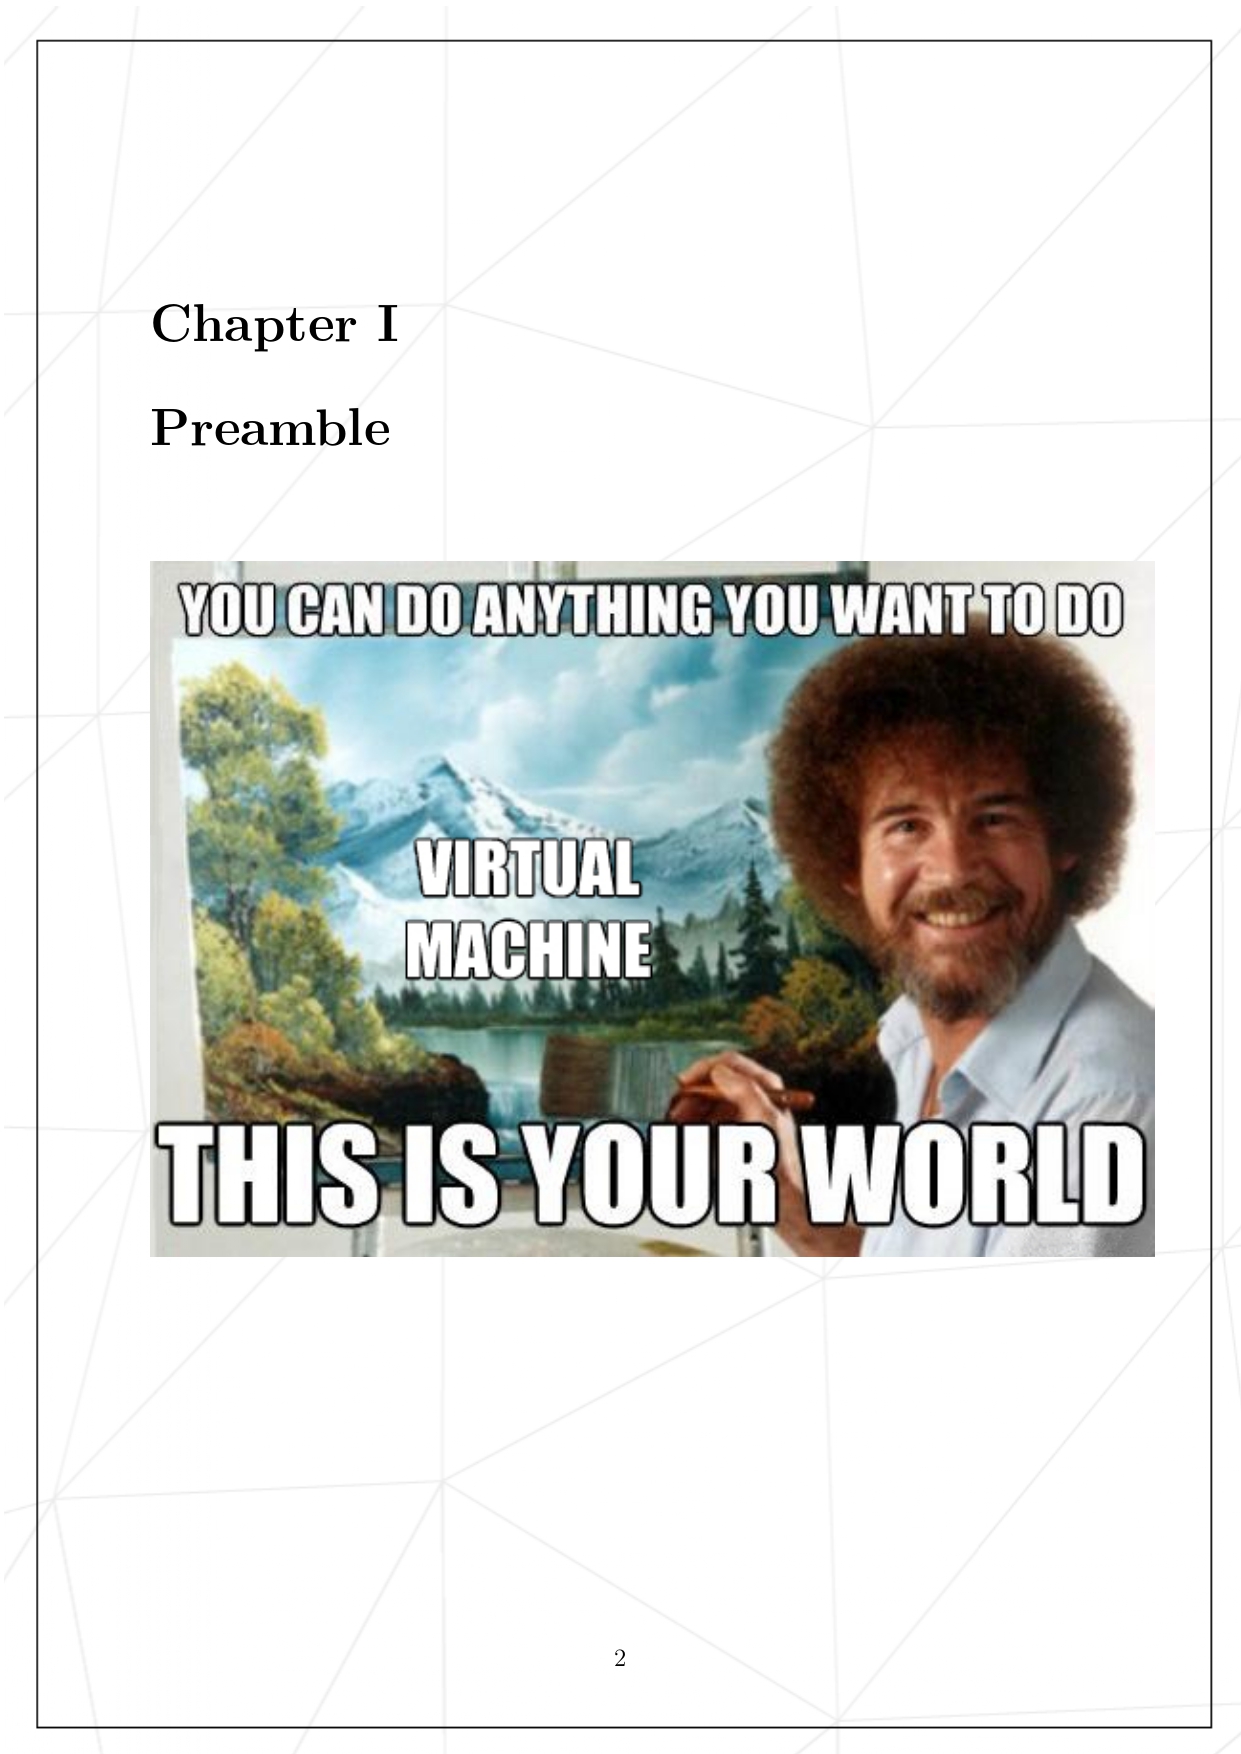 Chapter I
Preamble
YOU CAN DO ANYTHING YOU WANT TO DO
VIRTUAL
MACHINE
THIS IS YOUR WORLD
2